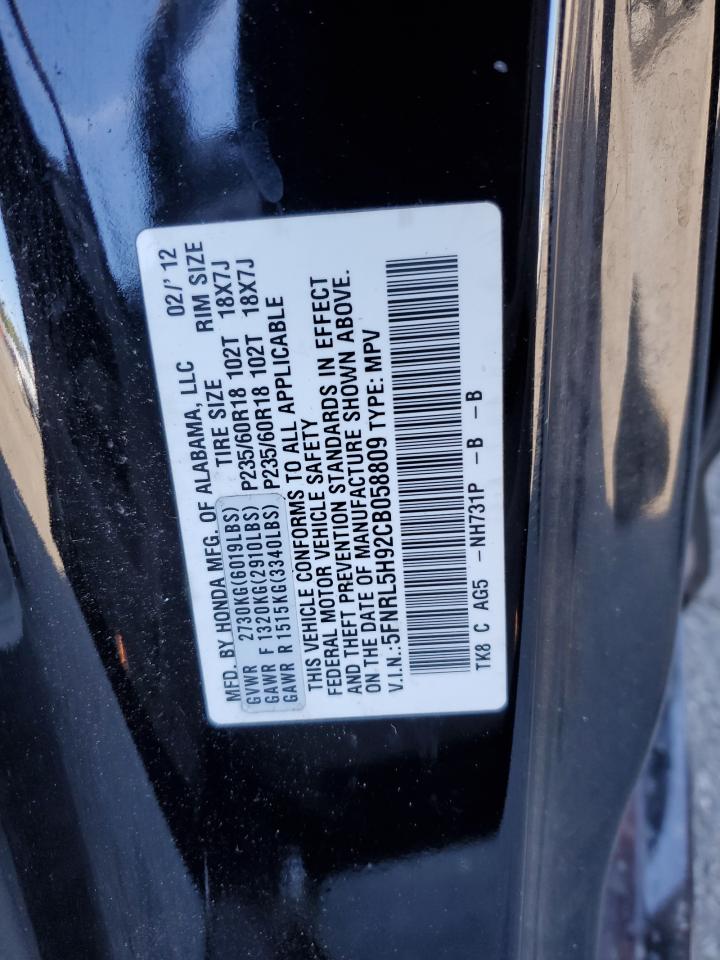 MFD. BY HONDA MFG. OF ALABAMA, LLC 02/'12
TIRE SIZE RIM SIZE
GVWR 2730KG(6019LBS)
GAWR F 1320KG(2910LBS) P235/60R18 102T 18X7J
GAWR R 1515KG(3340LBS) P235/60R18 102T 18X7J
THIS VEHICLE CONFORMS TO ALL APPLICABLE
FEDERAL MOTOR VEHICLE SAFETY
AND THEFT PREVENTION STANDARDS IN EFFECT
ON THE DATE OF MANUFACTURE SHOWN ABOVE.
V.I.N.:5FNRL5H92CB058809 TYPE: MPV
TK8 C AG5 -NH731P -B -B